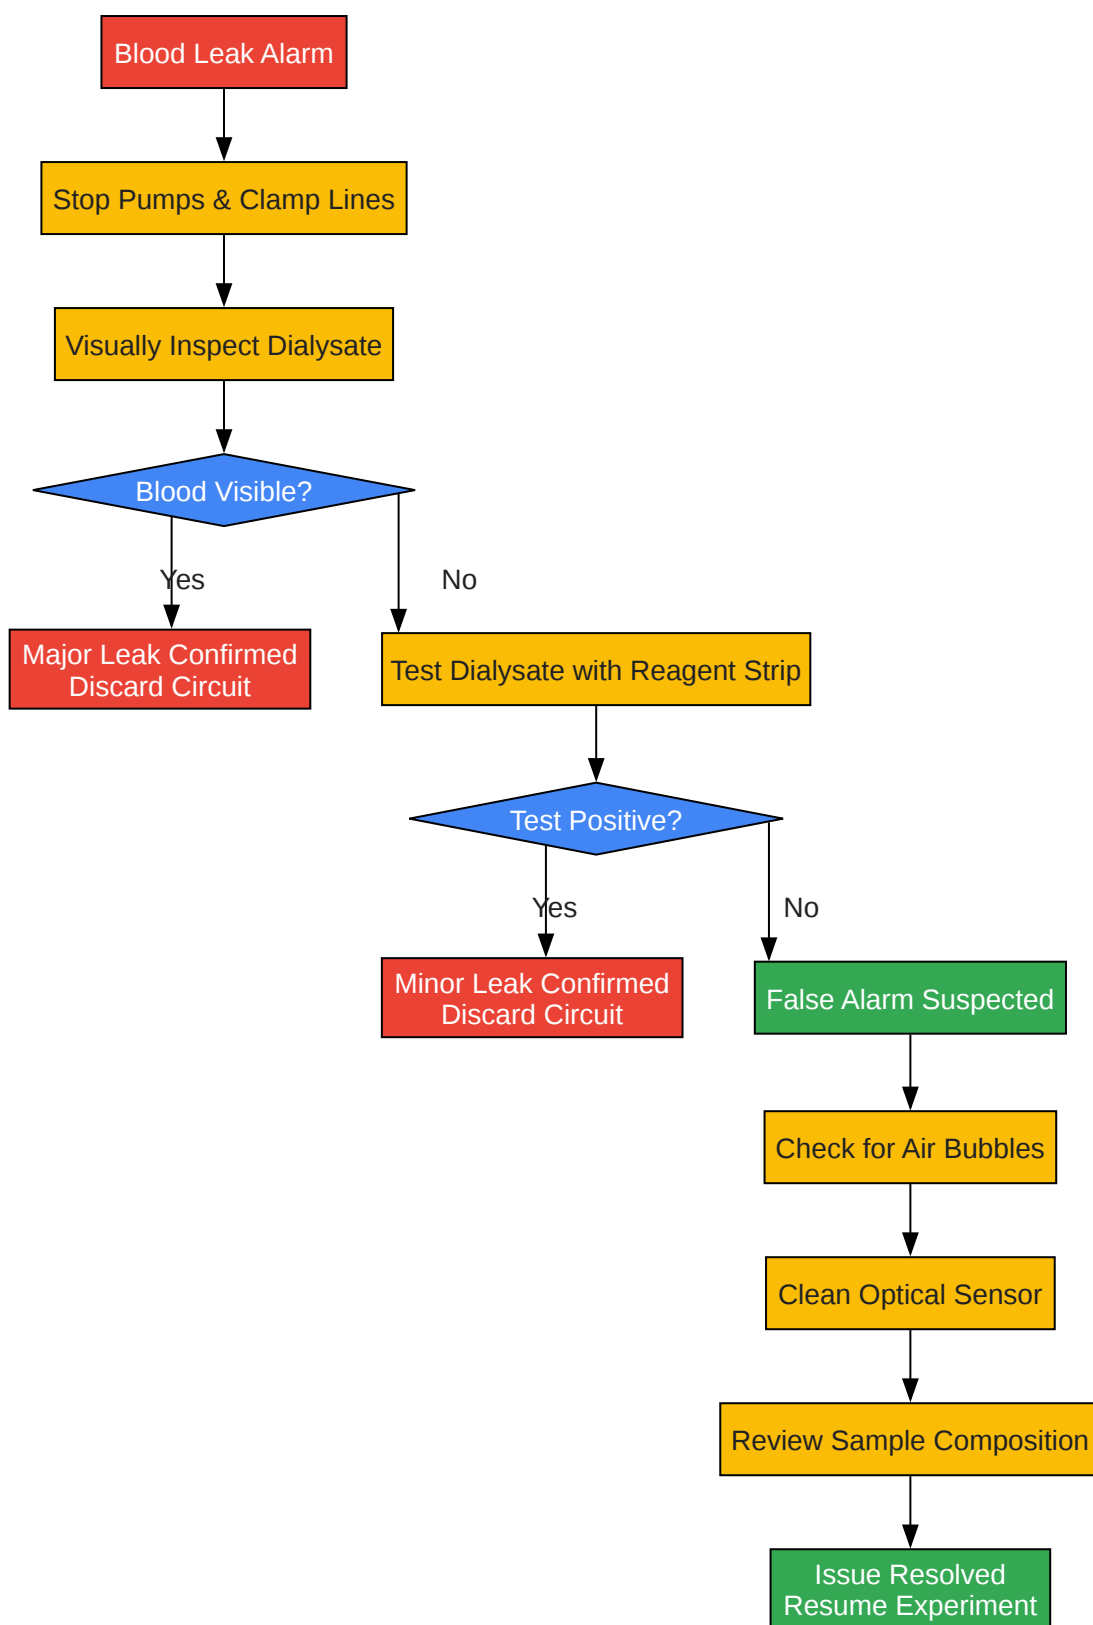 Blood Leak Alarm
Stop Pumps & Clamp Lines
Visually Inspect Dialysate
Blood Visible?
Yes
No
Major Leak Confirmed
Discard Circuit
Test Dialysate with Reagent Strip
Test Positive?
Yes
No
Minor Leak Confirmed
Discard Circuit
False Alarm Suspected
Check for Air Bubbles
Clean Optical Sensor
Review Sample Composition
Issue Resolved
Resume Experiment